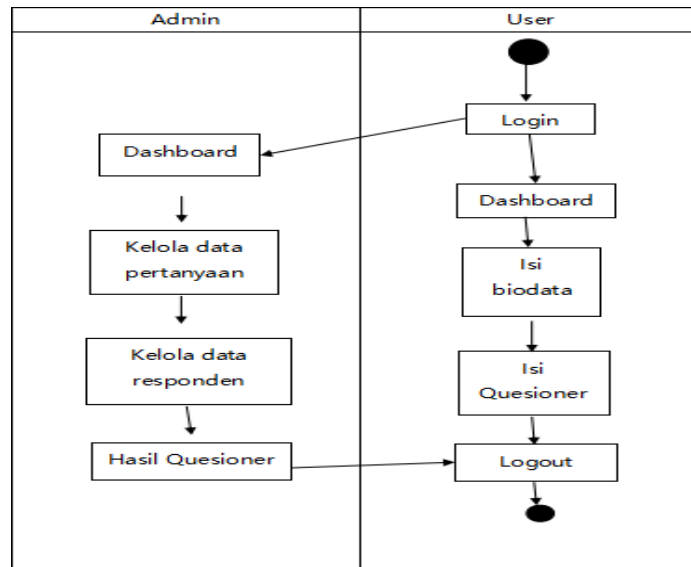 Admin
User
Login
Dashboard
Dashboard
Kelola data
pertanyaan
Isi
biodata
Kelola data
responden
Isi
Quesioner
Hasil Quesioner
Logout